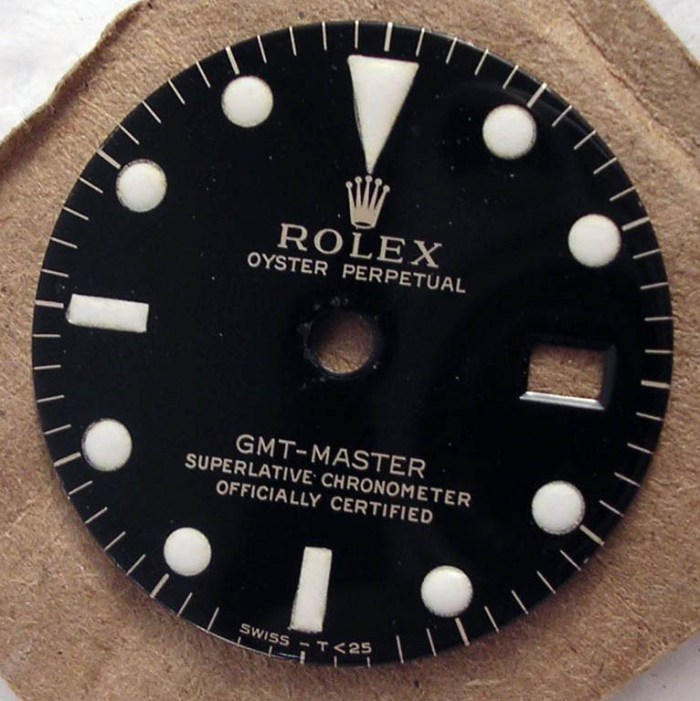 ROLEX
OYSTER PERPETUAL
GMT-MASTER
SUPERLATIVE CHRONOMETER
OFFICIALLY CERTIFIED
SWISS - T<25